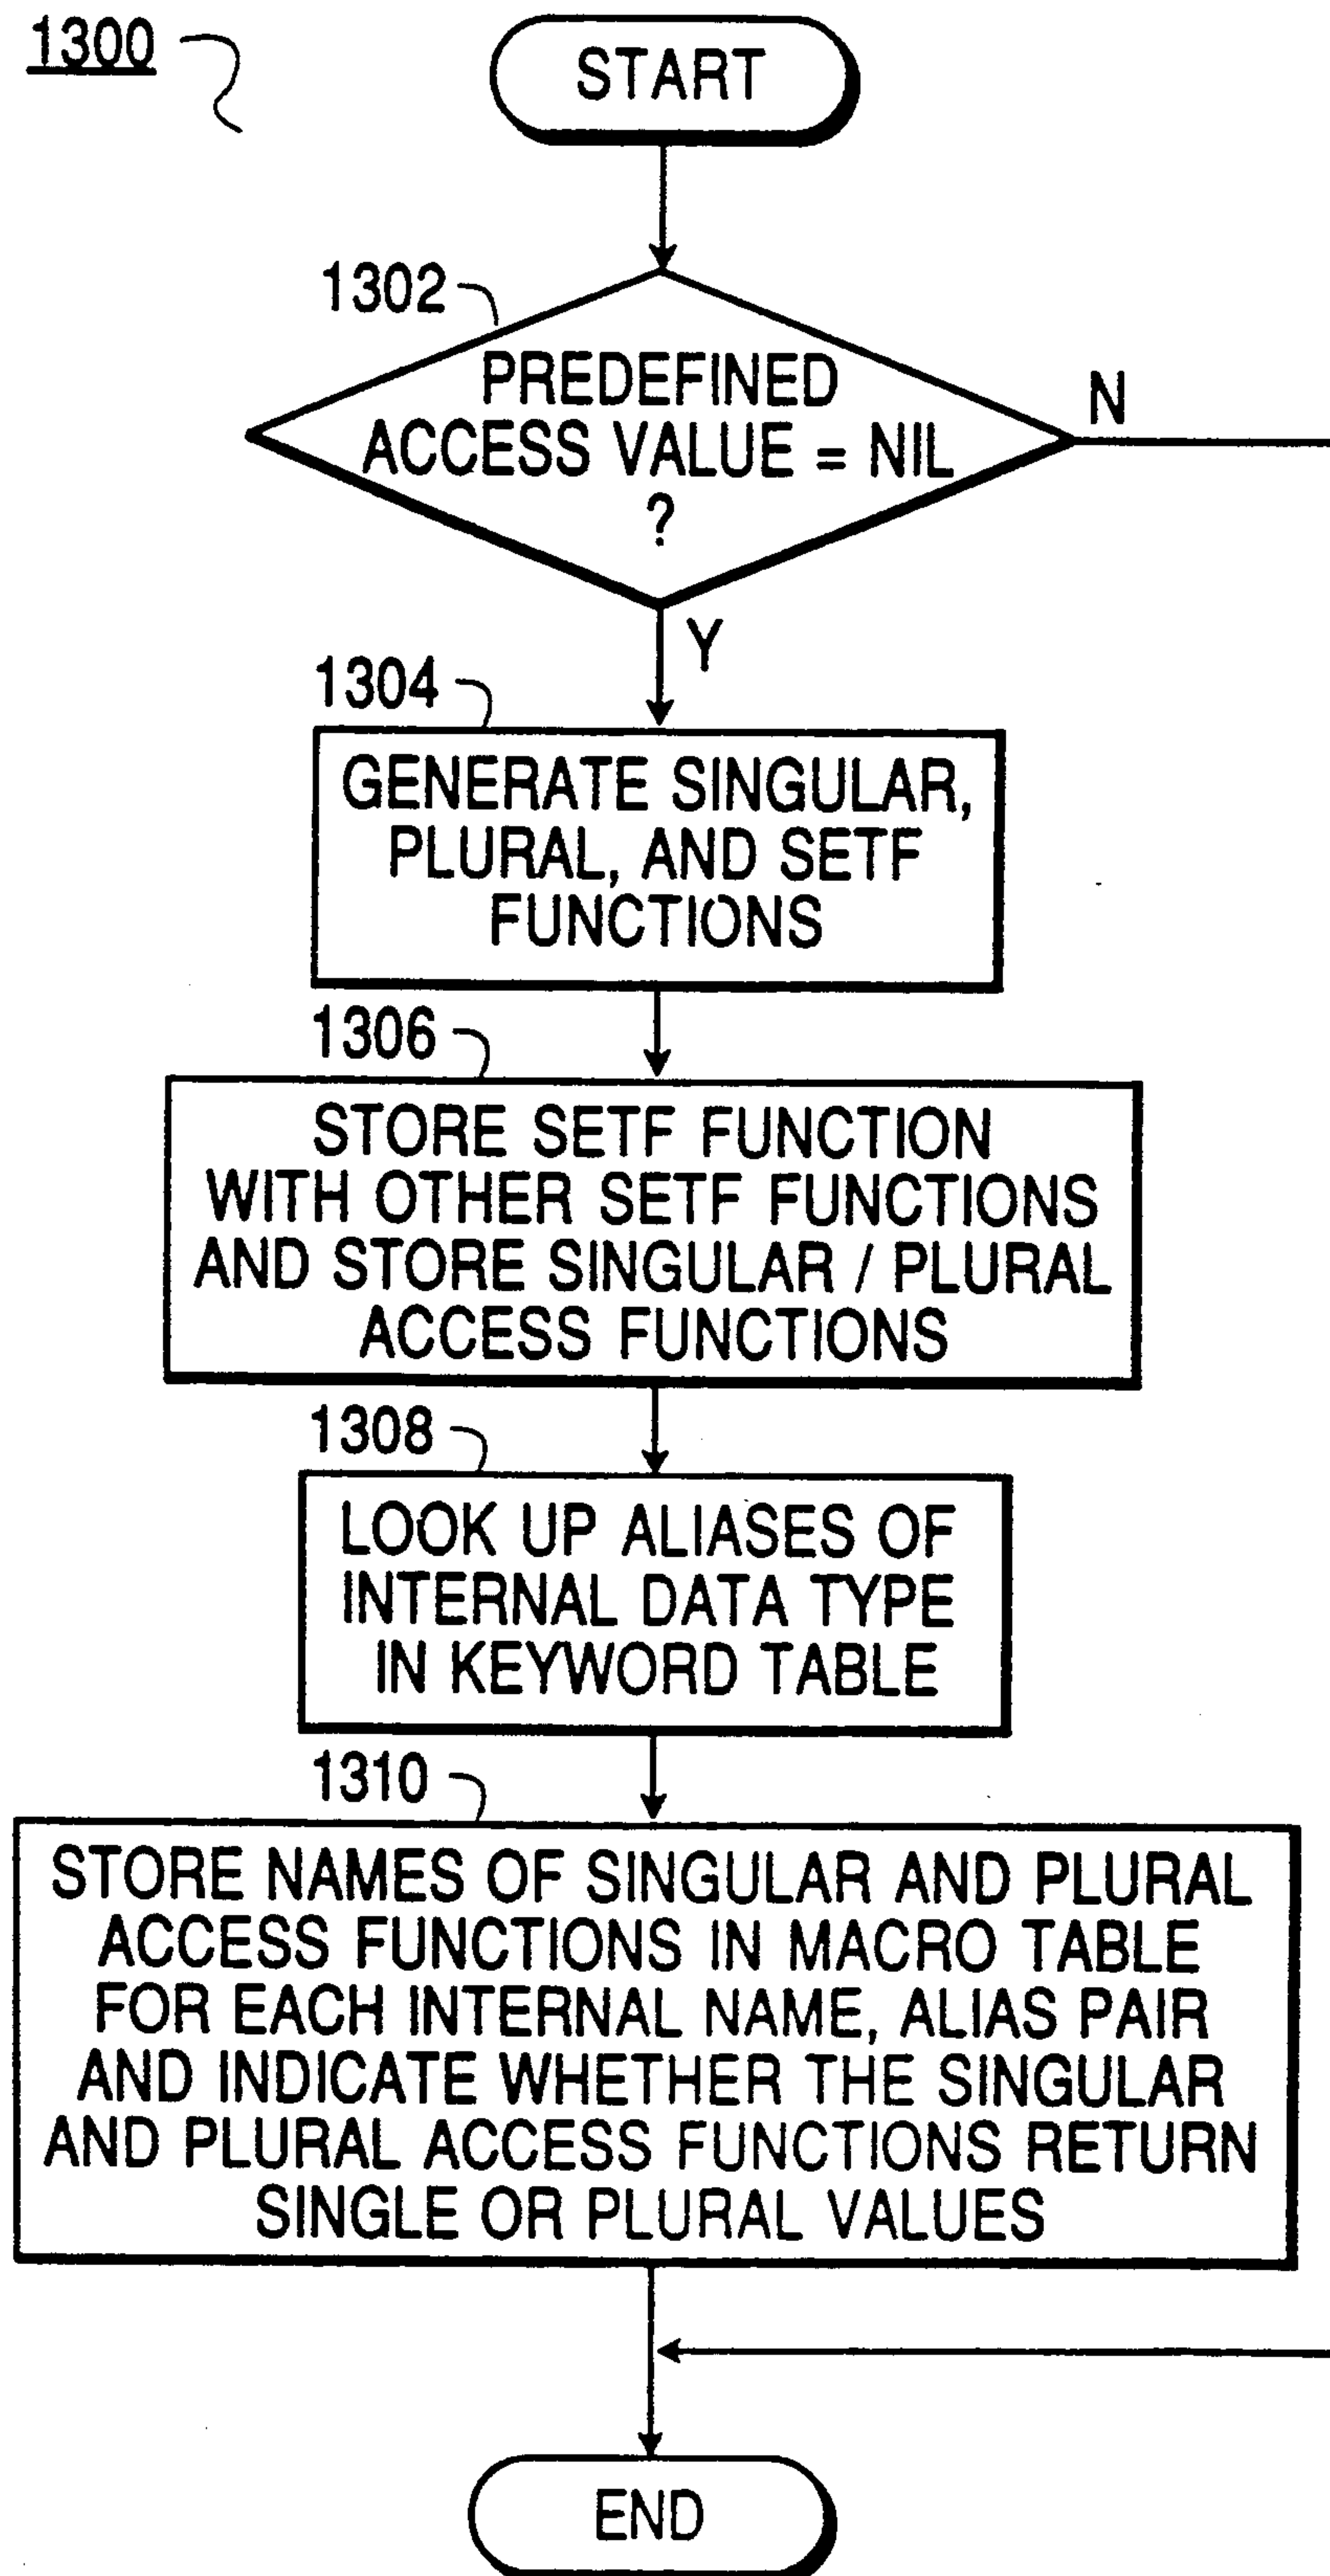 1300
START
1302
PREDEFINED
ACCESS VALUE = NIL
?
N
Y
1304
GENERATE SINGULAR,
PLURAL, AND SETF
FUNCTIONS
1306
STORE SETF FUNCTION
WITH OTHER SETF FUNCTIONS
AND STORE SINGULAR / PLURAL
ACCESS FUNCTIONS
1308
LOOK UP ALIASES OF
INTERNAL DATA TYPE
IN KEYWORD TABLE
1310
STORE NAMES OF SINGULAR AND PLURAL
ACCESS FUNCTIONS IN MACRO TABLE
FOR EACH INTERNAL NAME, ALIAS PAIR
AND INDICATE WHETHER THE SINGULAR
AND PLURAL ACCESS FUNCTIONS RETURN
SINGLE OR PLURAL VALUES
END